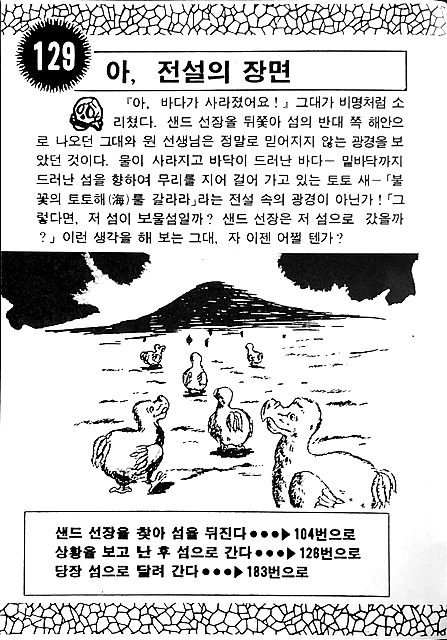 129
아, 전설의 장면
『아, 바다가 사라졌어요!』 그대가 비명처럼 소
리쳤다. 샌드 선장을 뒤쫓아 섬의 반대 쪽 해안으
로 나오던 그대와 원 선생님은 정말로 믿어지지 않는 광경을 보
았던 것이다. 물이 사라지고 바닥이 드러난 바다— 밑바닥까지
드러난 섬을 향하여 무리를 지어 걸어 가고 있는 토토 새—「불
꽃의 토토해(海)를 갈라라」라는 전설 속의 광경이 아닌가! 「그
렇다면, 저 섬이 보물섬일까? 샌드 선장은 저 섬으로 갔을까
?」 이런 생각을 해 보는 그대, 자 이젠 어쩔 텐가?
샌드 선장을 찾아 섬을 뒤진다●●●▶104번으로
상황을 보고 난 후 섬으로 간다●●●▶126번으로
당장 섬으로 달려 간다●●●▶183번으로